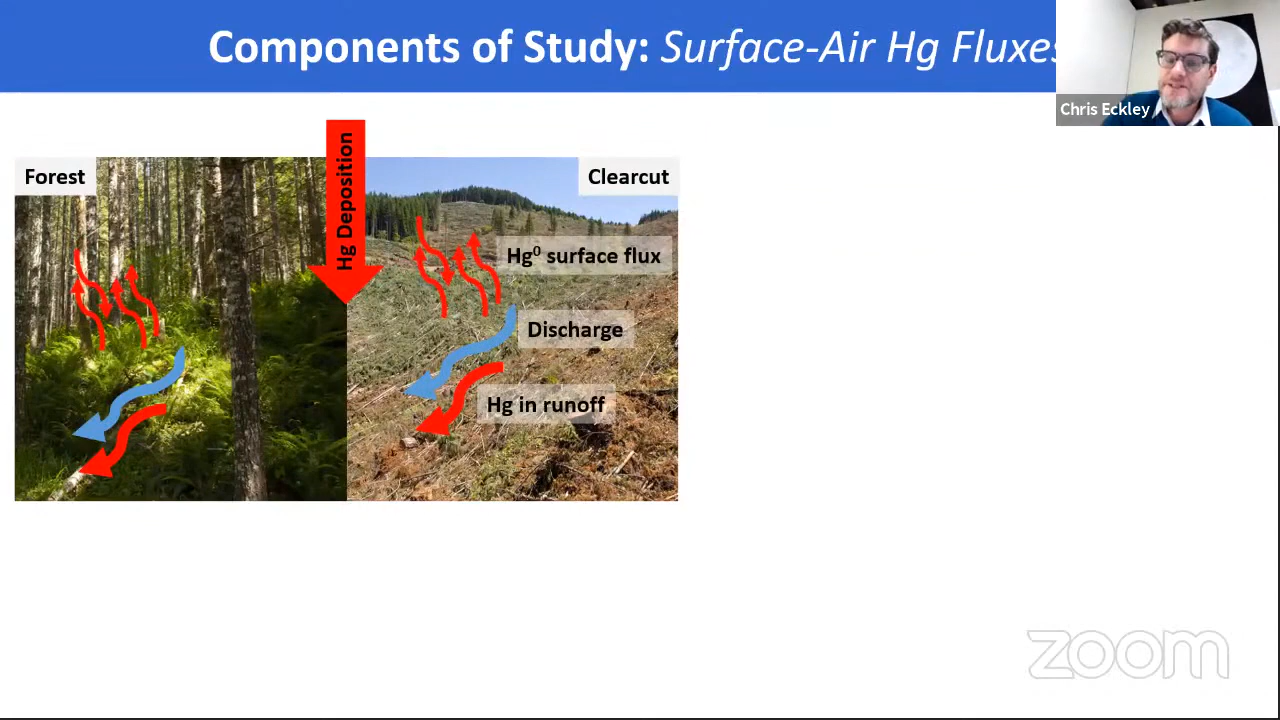 Components of Study: Surface-Air Hg Fluxes
Chris Eckley
Forest
Hg Deposition
Clearcut
Hg⁰ surface flux
Discharge
Hg in runoff
zoom